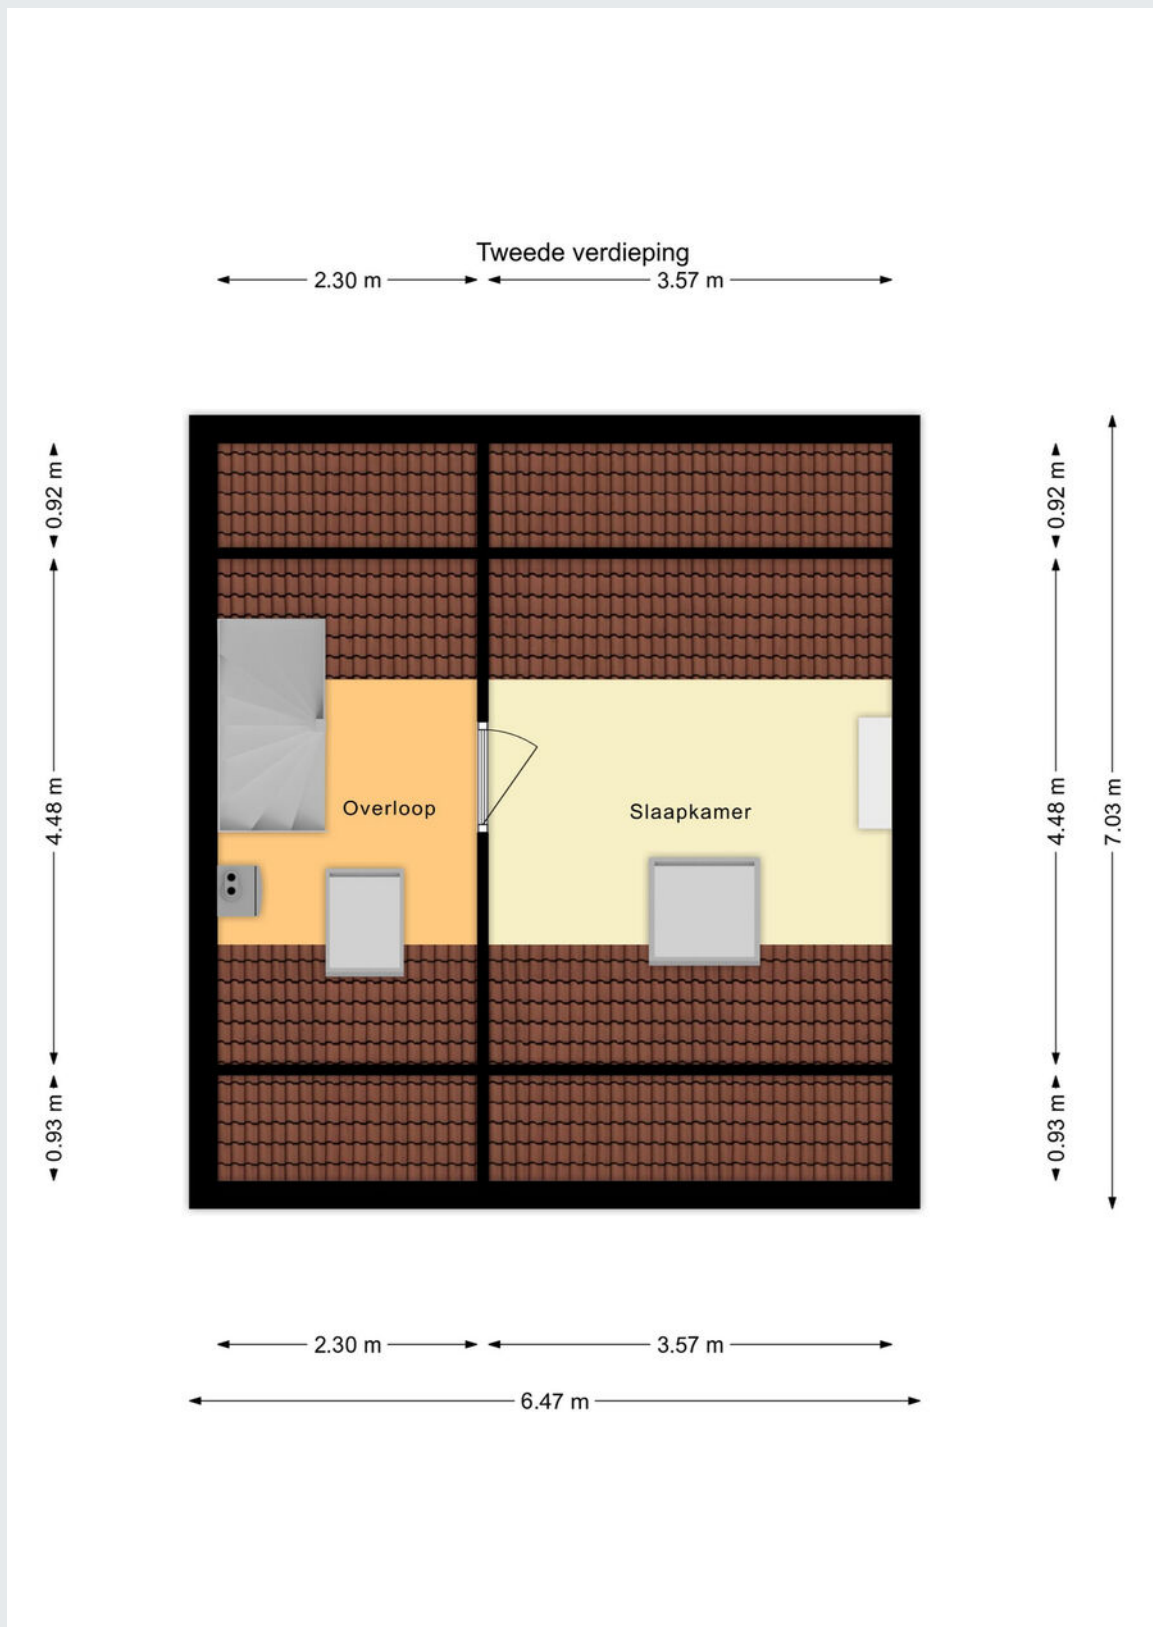 Tweede verdieping
2.30 m
3.57 m
0.92 m
0.92 m
4.48 m
4.48 m
7.03 m
Overloop
Slaapkamer
0.93 m
0.93 m
2.30 m
3.57 m
6.47 m